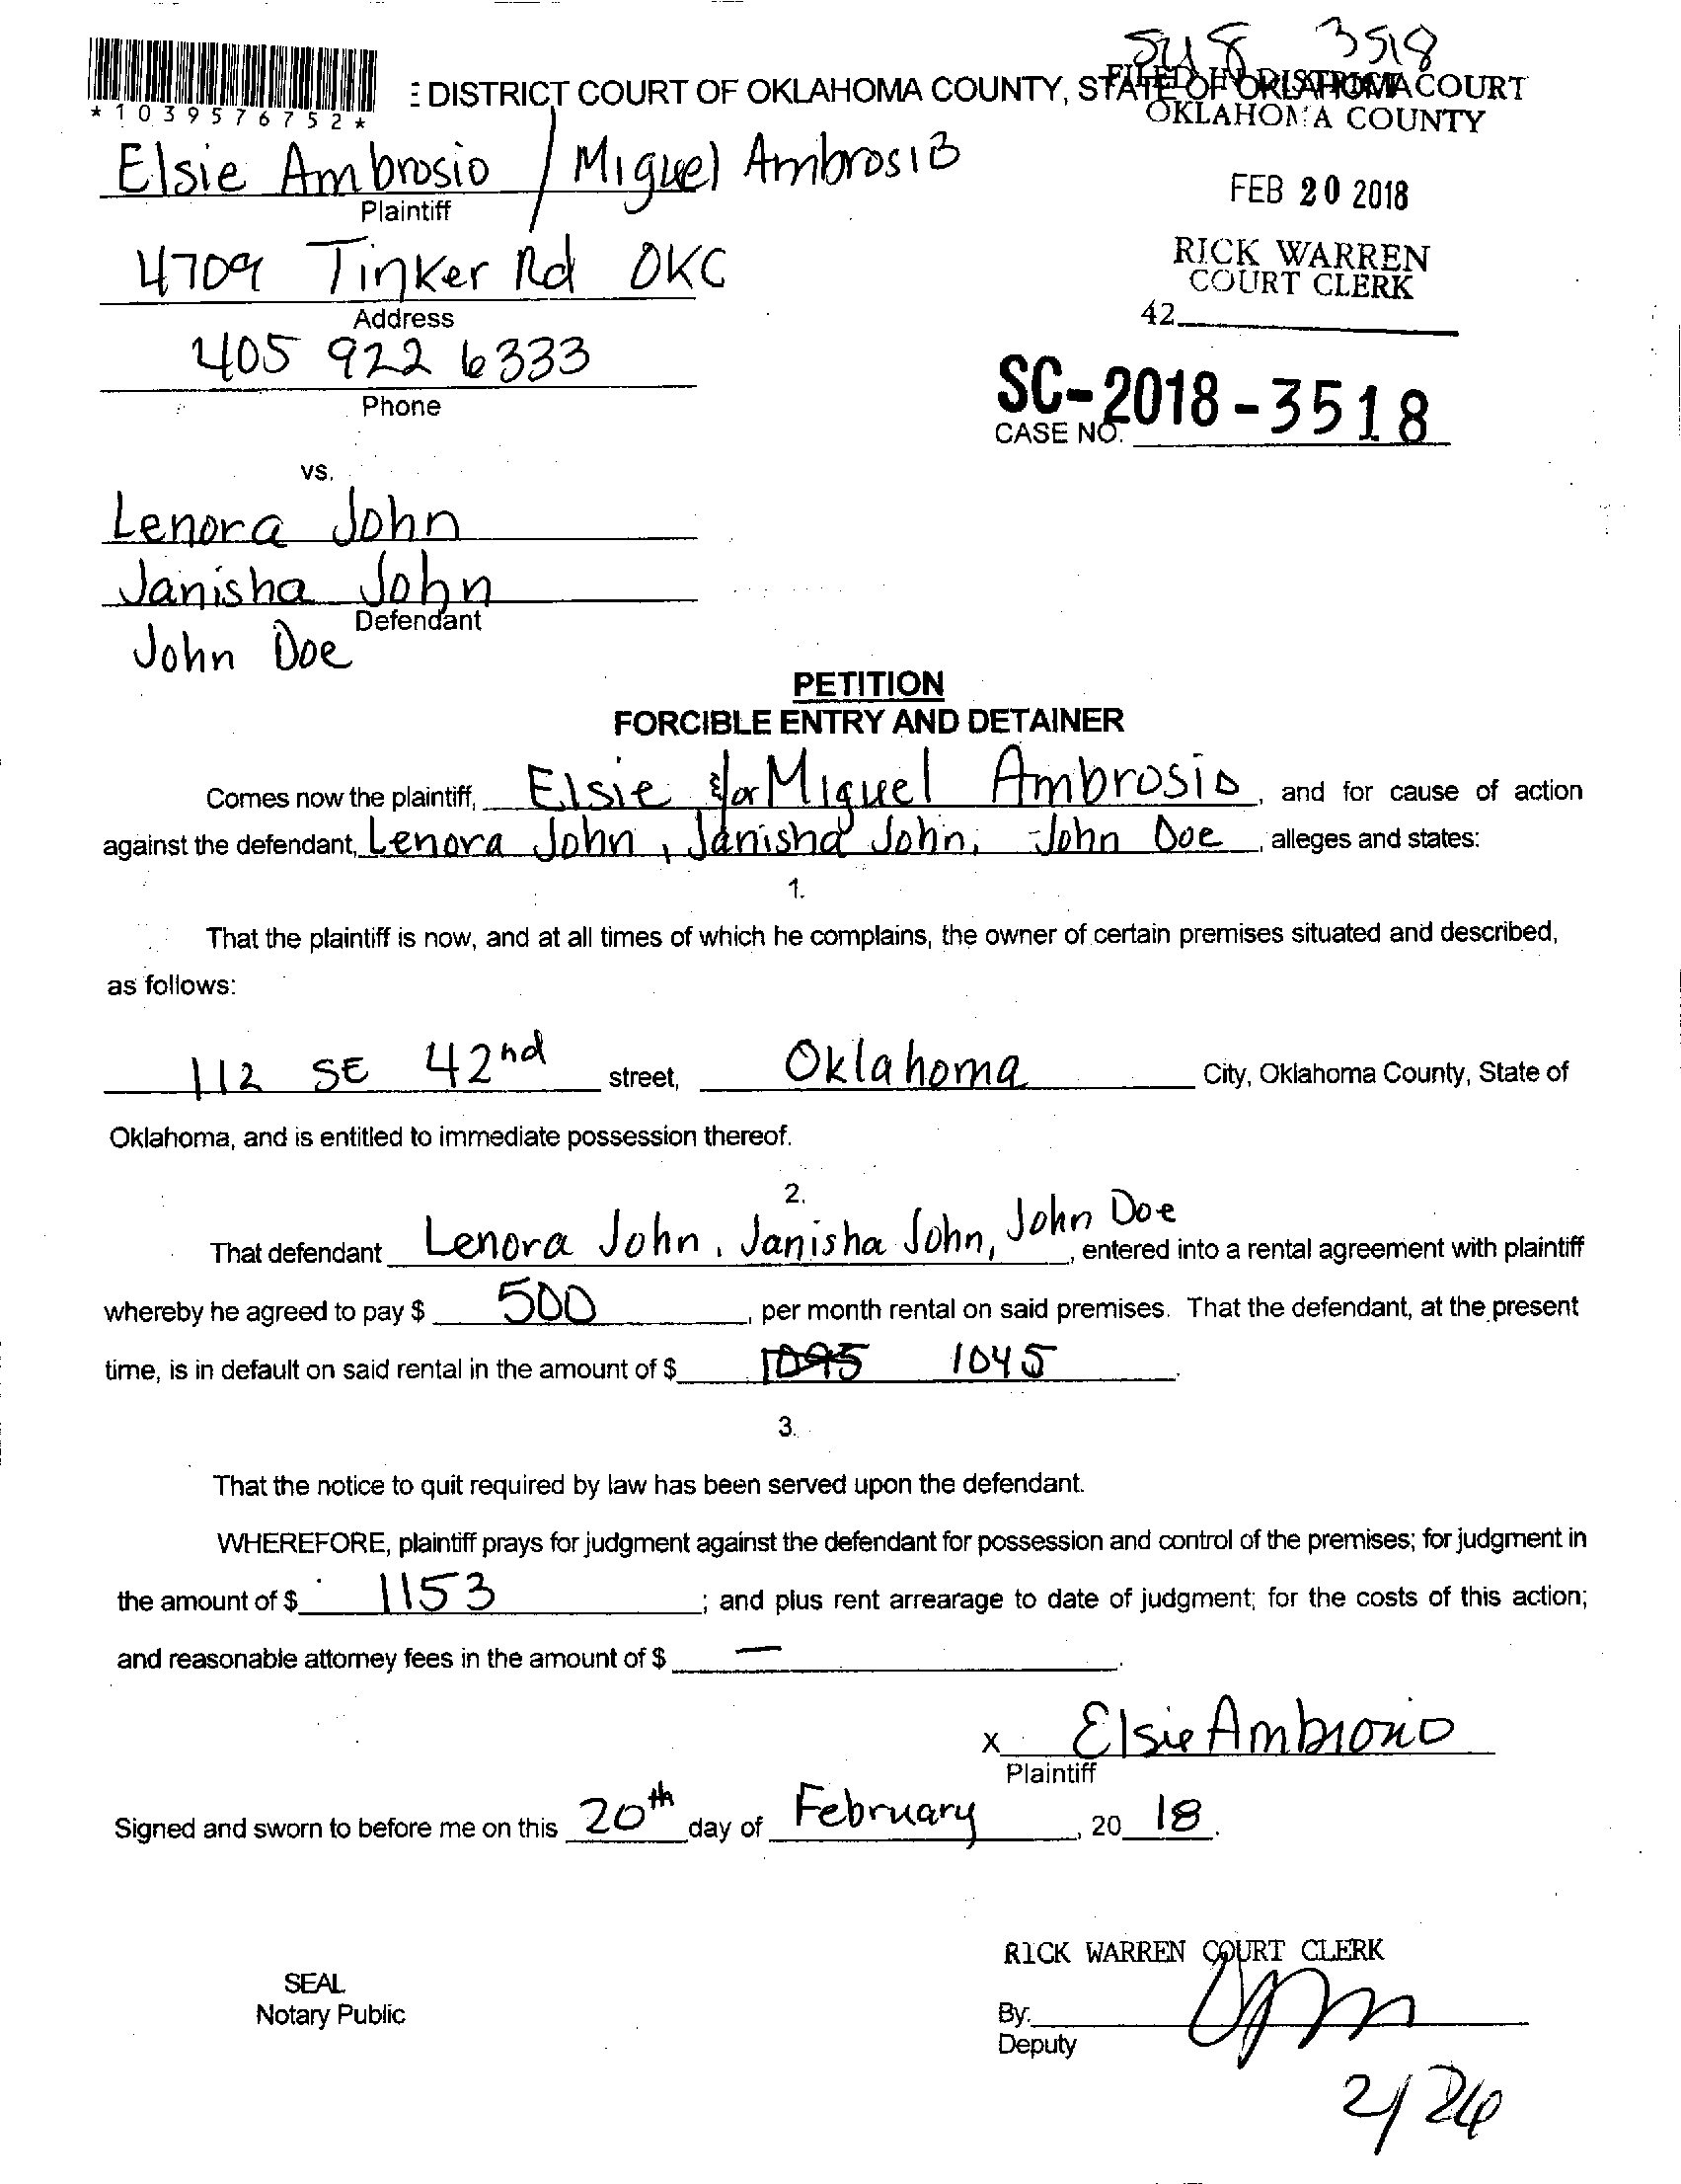 3518
E DISTRICT COURT OF OKLAHOMA COUNTY, STATE OF OKLAHOMA
FILED IN DISTRICT COURT
OKLAHOMA COUNTY
*1039576752*
Elsie Ambrosio / Miguel Ambrosio
Plaintiff
FEB 20 2018
4709 Tinker Rd OKC
Address
RICK WARREN
COURT CLERK
42
405 922 6333
Phone
SC-2018-3518
CASE NO.
vs.
Lenora John
Janisha John
Defendant
John Doe
PETITION
FORCIBLE ENTRY AND DETAINER
Comes now the plaintiff, Elsie &/or Miguel Ambrosio, and for cause of action
against the defendant, Lenora John, Janisha John, John Doe, alleges and states:
1.
That the plaintiff is now, and at all times of which he complains, the owner of certain premises situated and described,
as follows:
112 SE 42nd street, Oklahoma City, Oklahoma County, State of
Oklahoma, and is entitled to immediate possession thereof.
2.
That defendant Lenora John, Janisha John, John Doe, entered into a rental agreement with plaintiff
whereby he agreed to pay $ 500, per month rental on said premises. That the defendant, at the present
time, is in default on said rental in the amount of $ 1095 1045.
3.
That the notice to quit required by law has been served upon the defendant.
WHEREFORE, plaintiff prays for judgment against the defendant for possession and control of the premises; for judgment in
the amount of $ 1153; and plus rent arrearage to date of judgment; for the costs of this action;
and reasonable attorney fees in the amount of $ —.
x Elsie Ambrosio
Plaintiff
Signed and sworn to before me on this 20th day of February, 20 18.
RICK WARREN COURT CLERK
SEAL
Notary Public
By:
Deputy
2/26